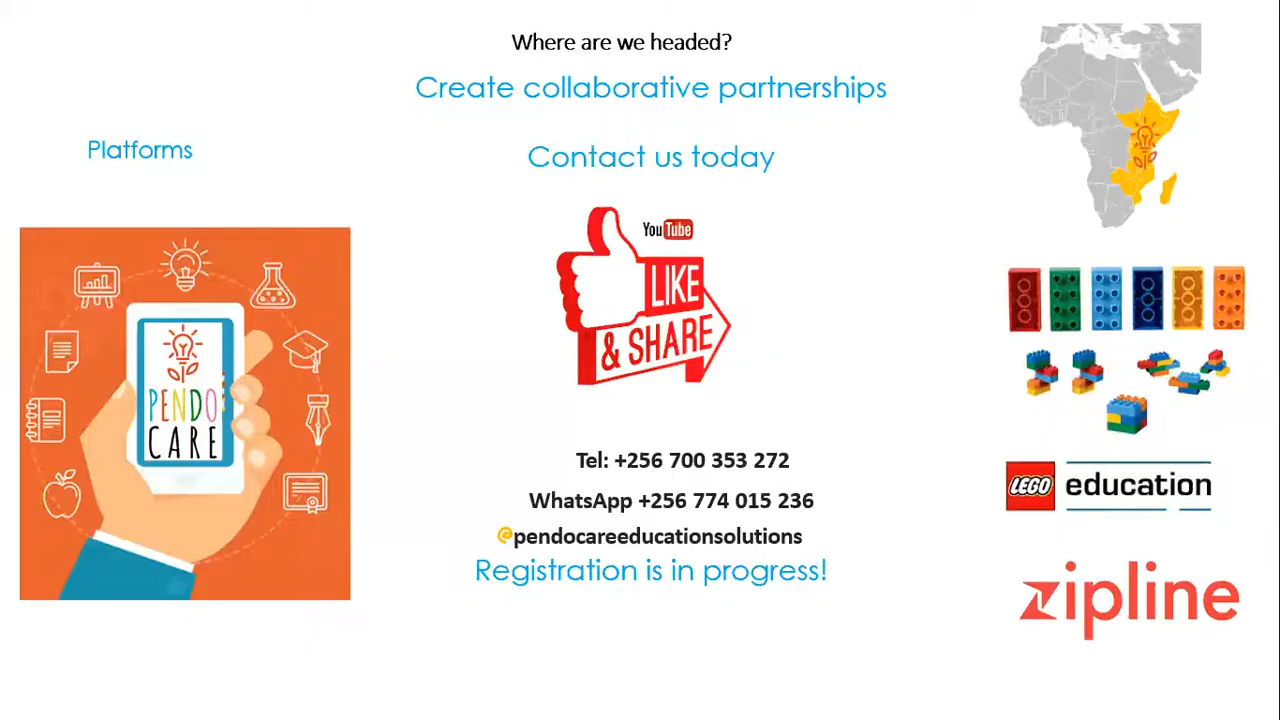 Where are we headed?
Create collaborative partnerships
Platforms
Contact us today
YouTube
LIKE
& SHARE
PENDO
CARE
Tel: +256 700 353 272
WhatsApp +256 774 015 236
@pendocareeducationsolutions
Registration is in progress!
LEGO education
zipline